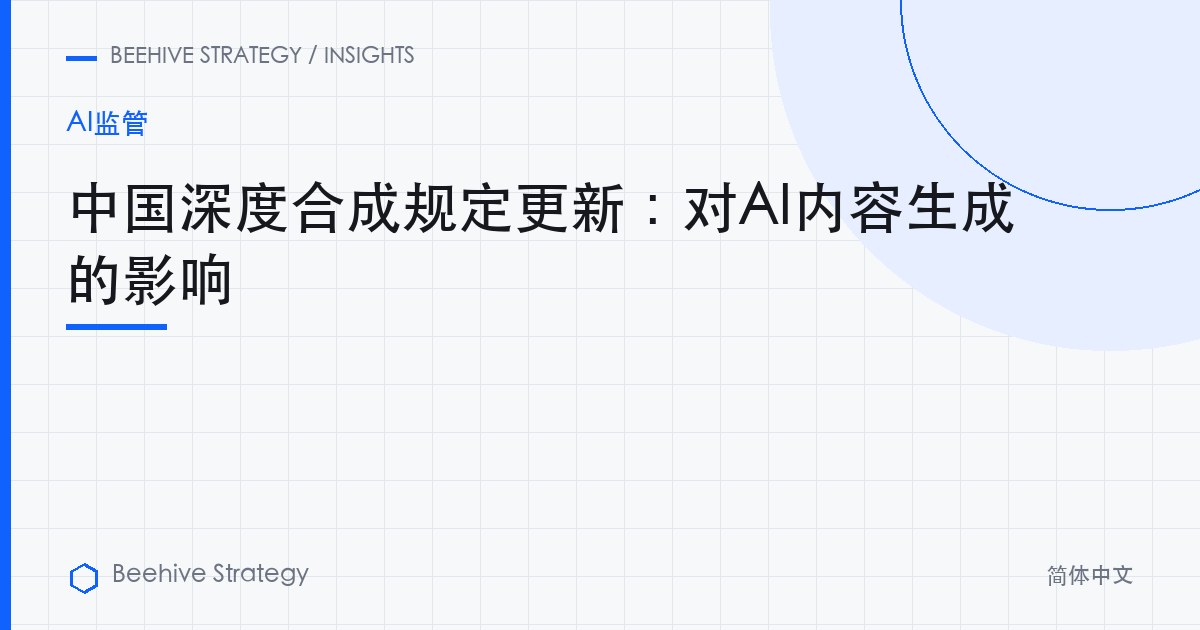 BEEHIVE STRATEGY / INSIGHTS
AI监管
中国深度合成规定更新：对AI内容生成
的影响
Beehive Strategy
简体中文